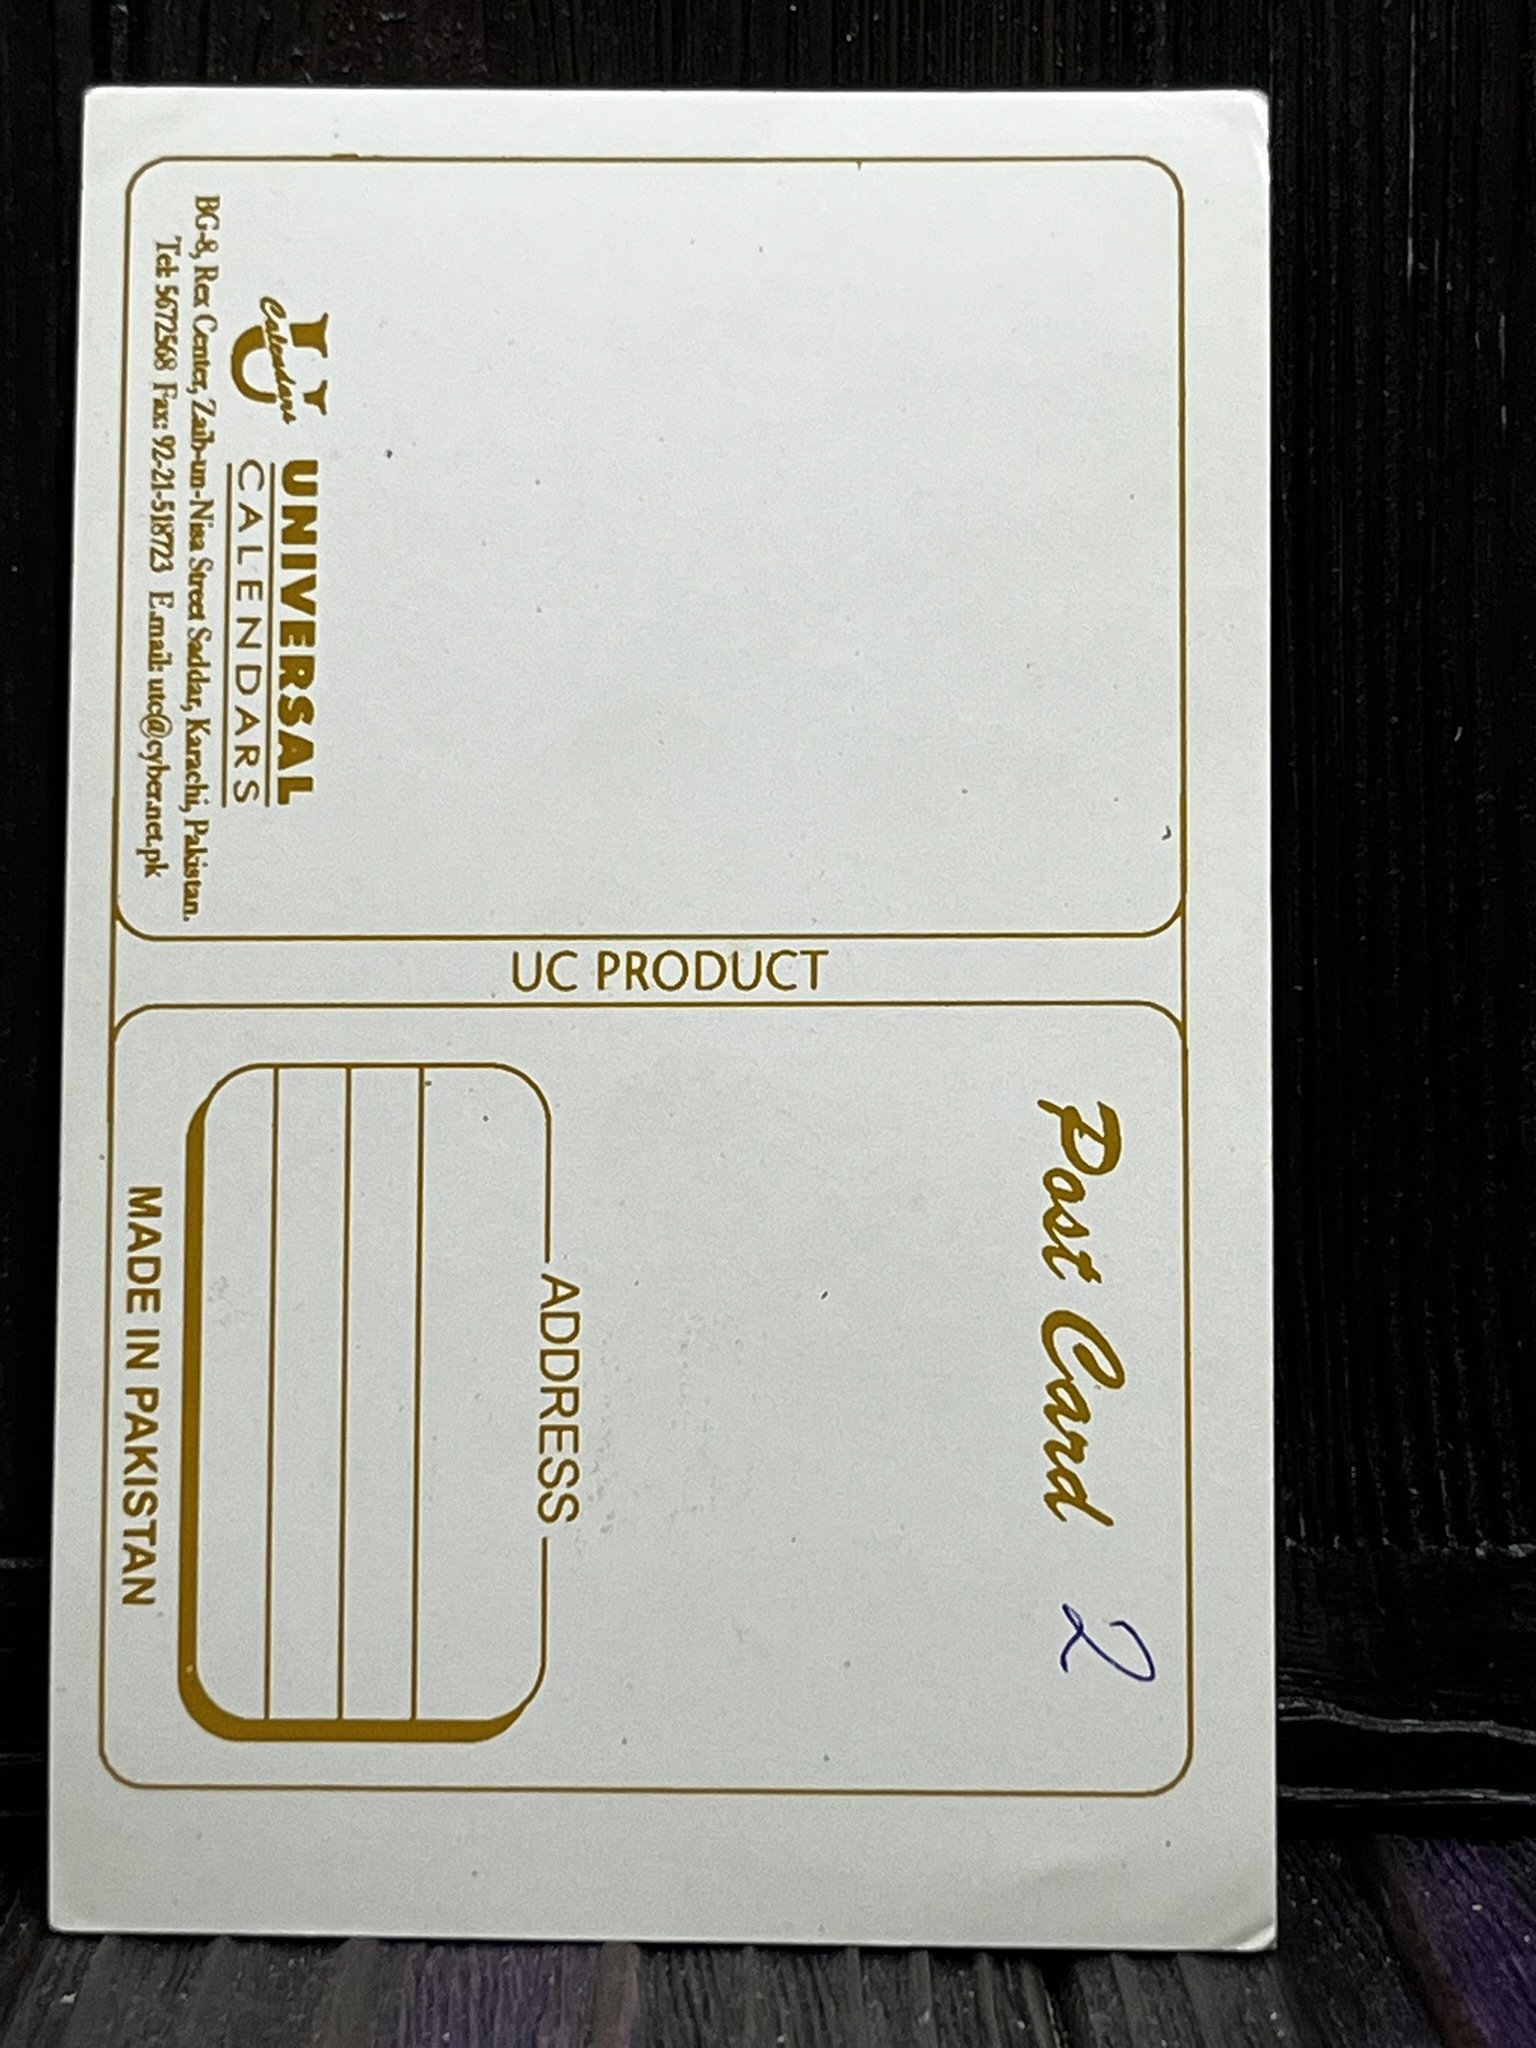 Post Card 2
ADDRESS
MADE IN PAKISTAN
UC PRODUCT
Calendars
UNIVERSAL
CALENDARS
BG-8, Rex Center, Zaib-un-Nisa Street Saddar, Karachi, Pakistan.
Tel: 5672568 Fax: 92-21-518723 E.mail: utc@cyber.net.pk